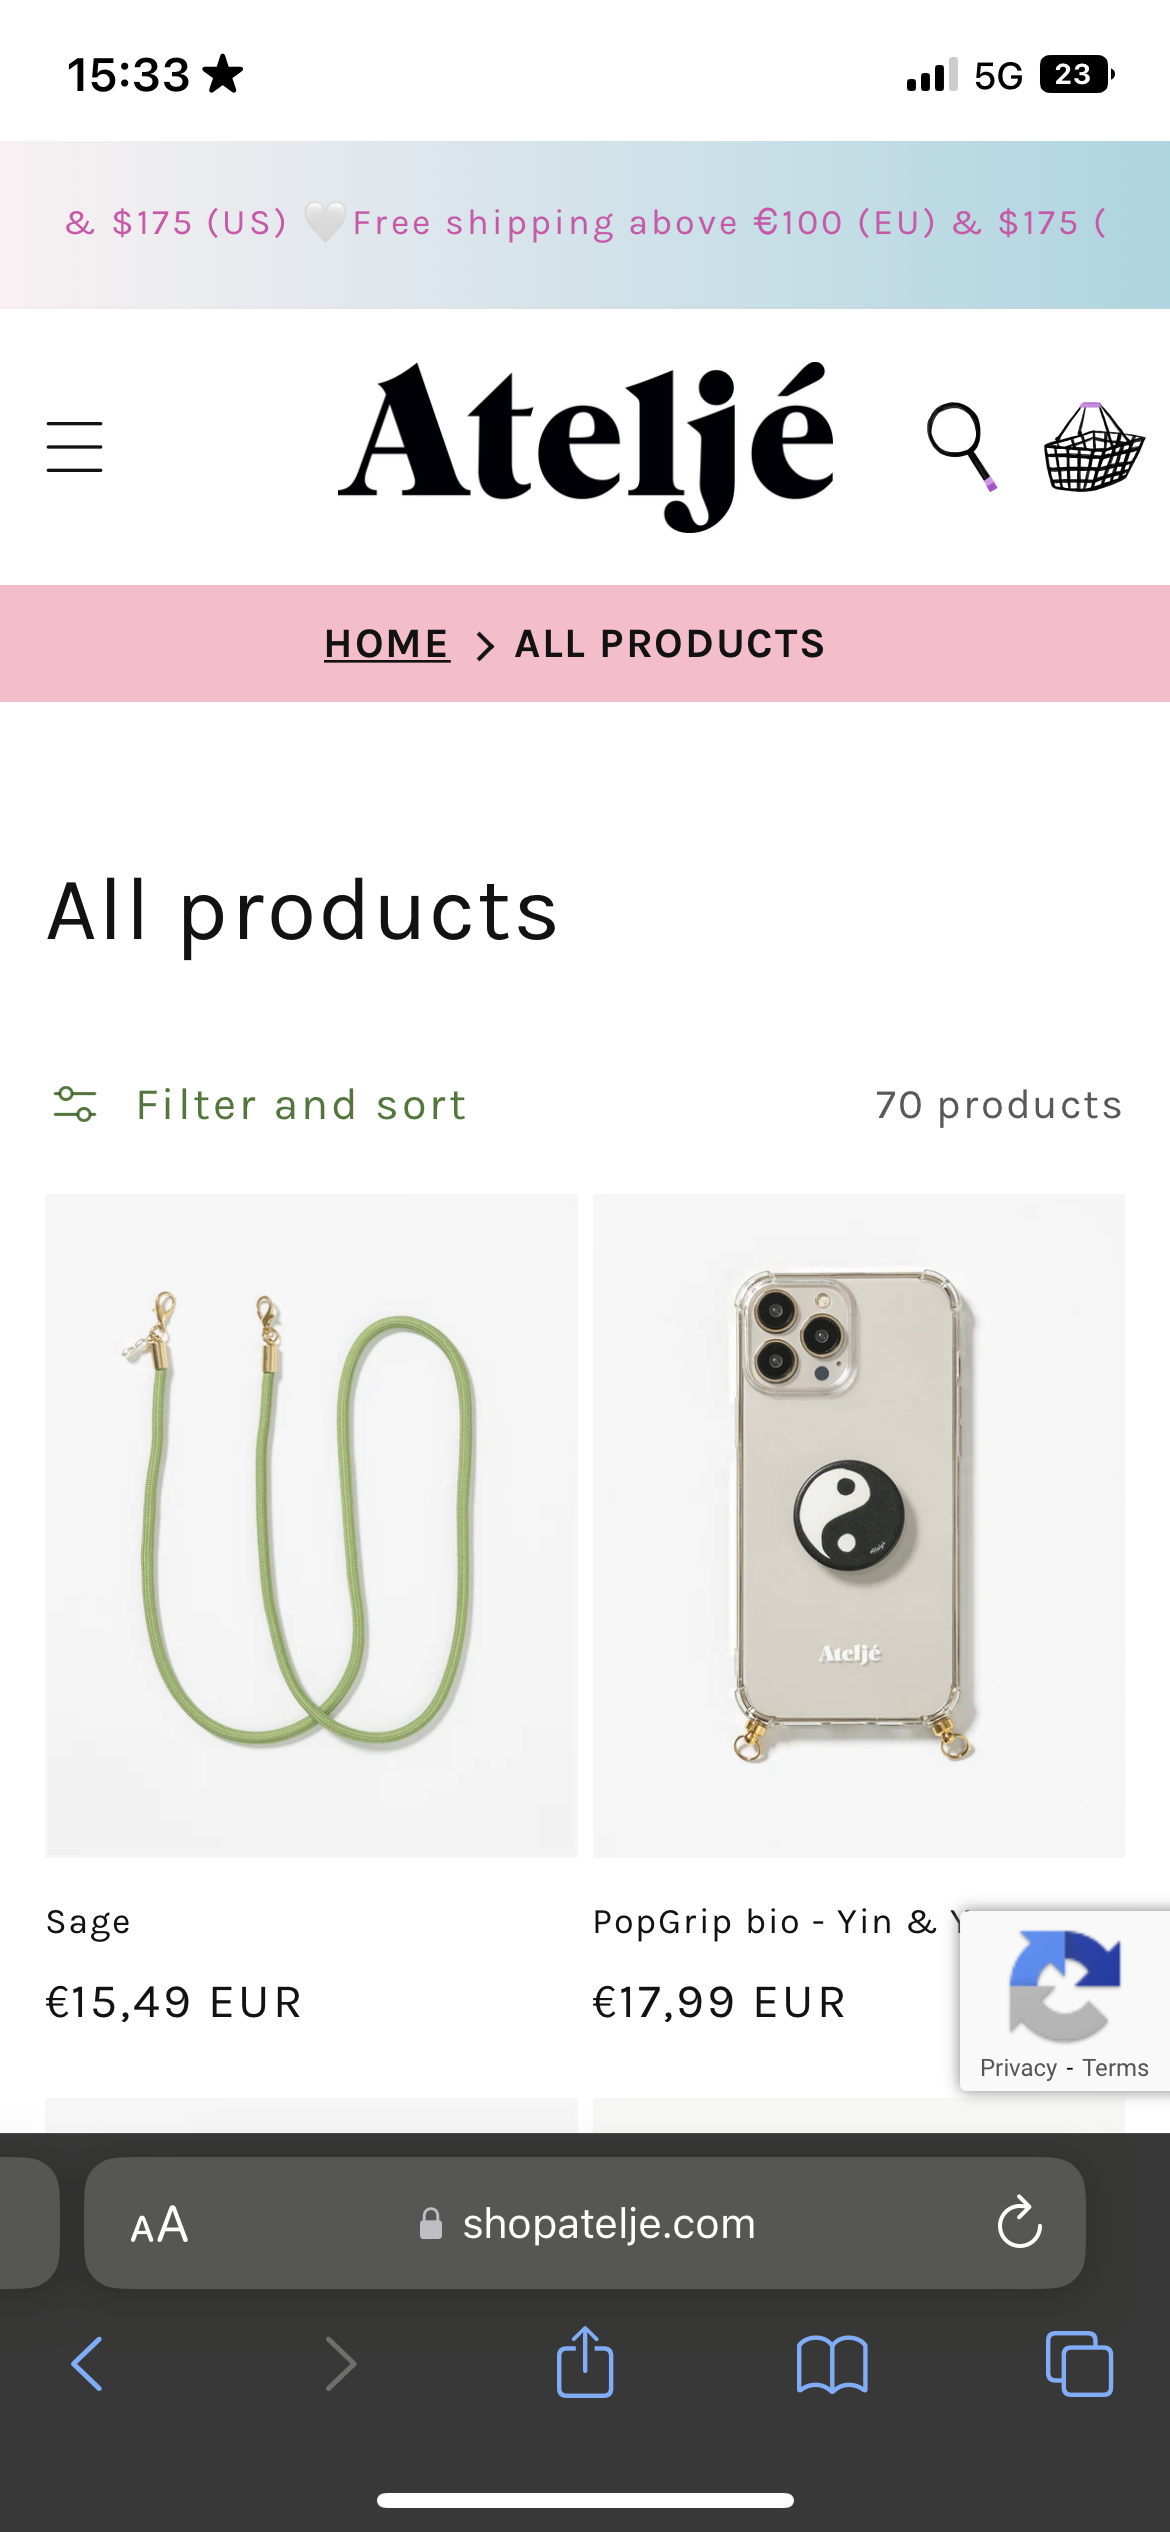 15:33
5G 23
& $175 (US) 🤍Free shipping above €100 (EU) & $175 (
Ateljé
HOME > ALL PRODUCTS
All products
Filter and sort
70 products
Ateljé
Sage
PopGrip bio - Yin &
€15,49 EUR
€17,99 EUR
Privacy - Terms
AA
shopatelje.com